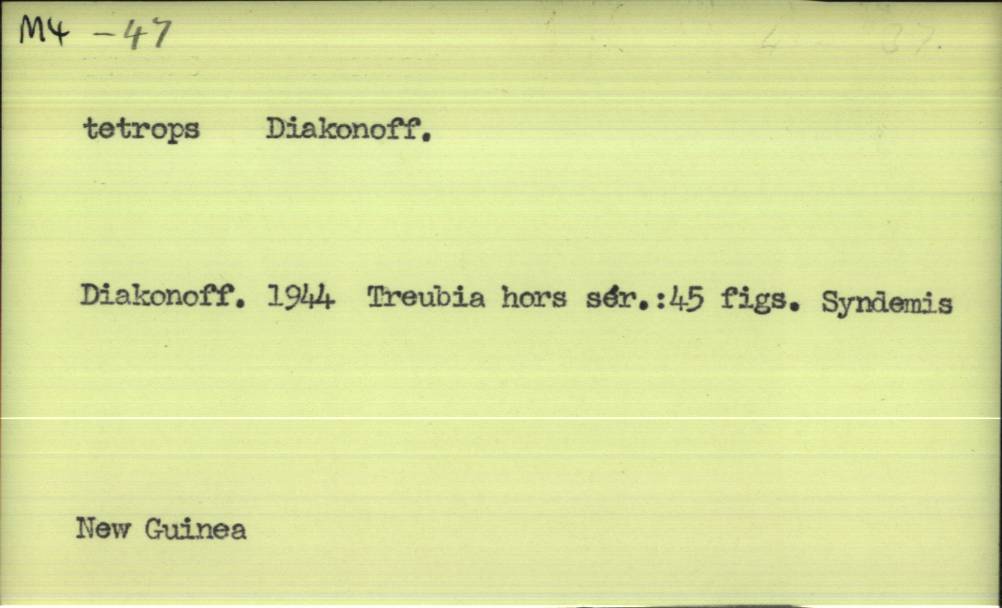 M4 -47
tetrops Diakonoff.
Diakonoff. 1944 Treubia hors sér.:45 figs. Syndemis
New Guinea